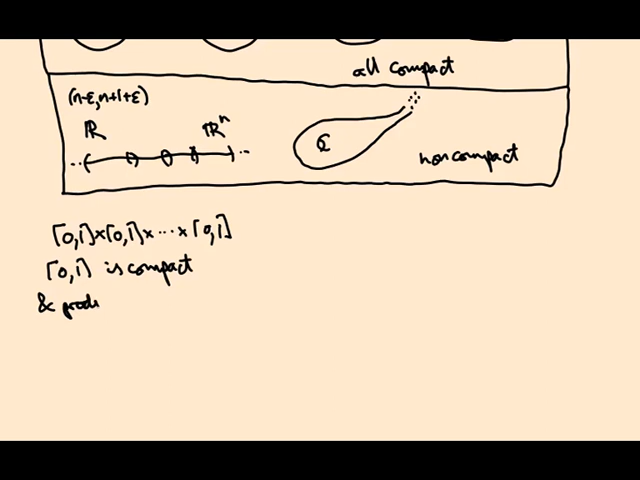 all compact
(n-ε, n+1+ε)
ℝ ℝⁿ
noncompact
[0,1]×[0,1]×···×[0,1]
[0,1] is compact
& produ